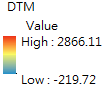 DTM
Value
High : 2866.11
Low : -219.72